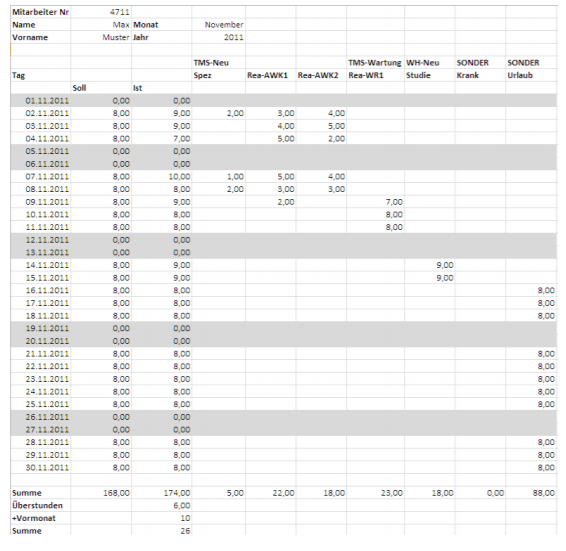 Mitarbeiter Nr 4711
Name Max Monat November
Vorname Muster Jahr 2011
TMS-Neu TMS-Wartung WH-Neu SONDER SONDER
Tag Spez Rea-AWK1 Rea-AWK2 Rea-WR1 Studie Krank Urlaub
Soll Ist
01.11.2011 0,00 0,00
02.11.2011 8,00 9,00 2,00 3,00 4,00
03.11.2011 8,00 9,00 4,00 5,00
04.11.2011 8,00 7,00 5,00 2,00
05.11.2011 0,00 0,00
06.11.2011 0,00 0,00
07.11.2011 8,00 10,00 1,00 5,00 4,00
08.11.2011 8,00 8,00 2,00 3,00 3,00
09.11.2011 8,00 9,00 2,00 7,00
10.11.2011 8,00 8,00 8,00
11.11.2011 8,00 8,00 8,00
12.11.2011 0,00 0,00
13.11.2011 0,00 0,00
14.11.2011 8,00 9,00 9,00
15.11.2011 8,00 9,00 9,00
16.11.2011 8,00 8,00 8,00
17.11.2011 8,00 8,00 8,00
18.11.2011 8,00 8,00 8,00
19.11.2011 0,00 0,00
20.11.2011 0,00 0,00
21.11.2011 8,00 8,00 8,00
22.11.2011 8,00 8,00 8,00
23.11.2011 8,00 8,00 8,00
24.11.2011 8,00 8,00 8,00
25.11.2011 8,00 8,00 8,00
26.11.2011 0,00 0,00
27.11.2011 0,00 0,00
28.11.2011 8,00 8,00 8,00
29.11.2011 8,00 8,00 8,00
30.11.2011 8,00 8,00 8,00
Summe 168,00 174,00 5,00 22,00 18,00 23,00 18,00 0,00 88,00
Überstunden 6,00
+Vormonat 10
Summe 26